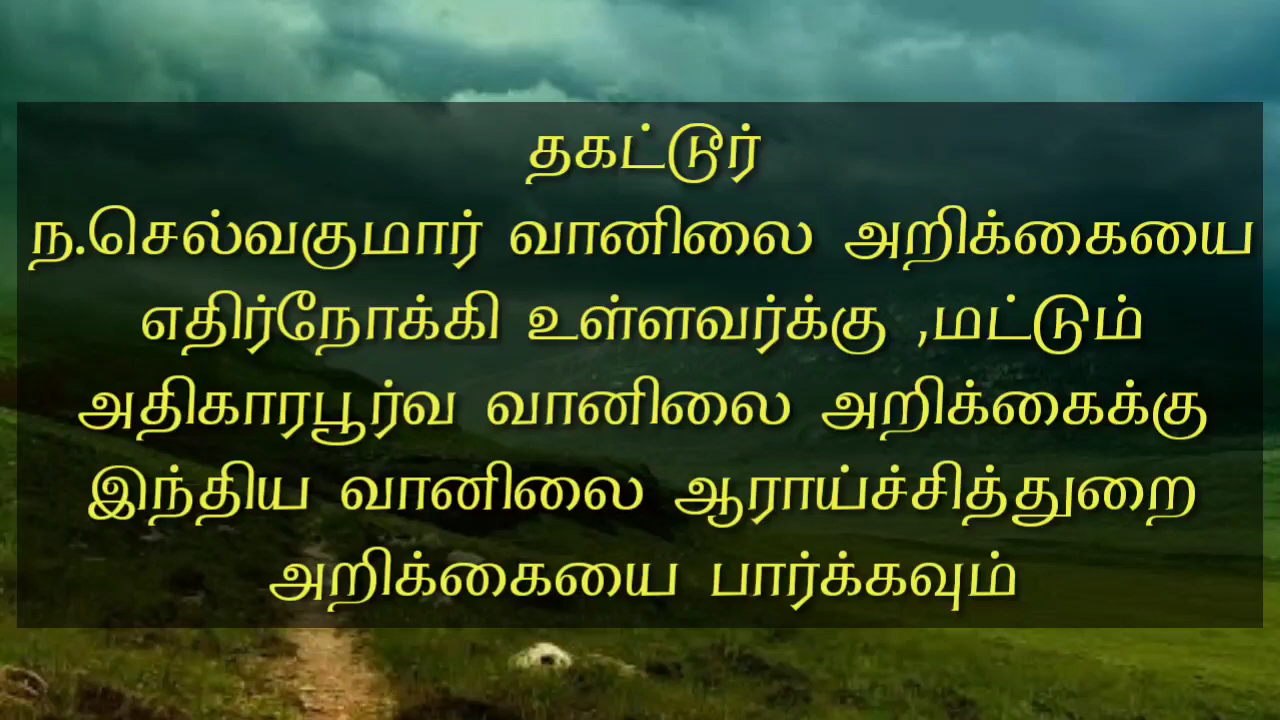 தகட்டூர்
ந.செல்வகுமார் வானிலை அறிக்கையை
எதிர்நோக்கி உள்ளவர்க்கு ,மட்டும்
அதிகாரபூர்வ வானிலை அறிக்கைக்கு
இந்திய வானிலை ஆராய்ச்சித்துறை
அறிக்கையை பார்க்கவும்